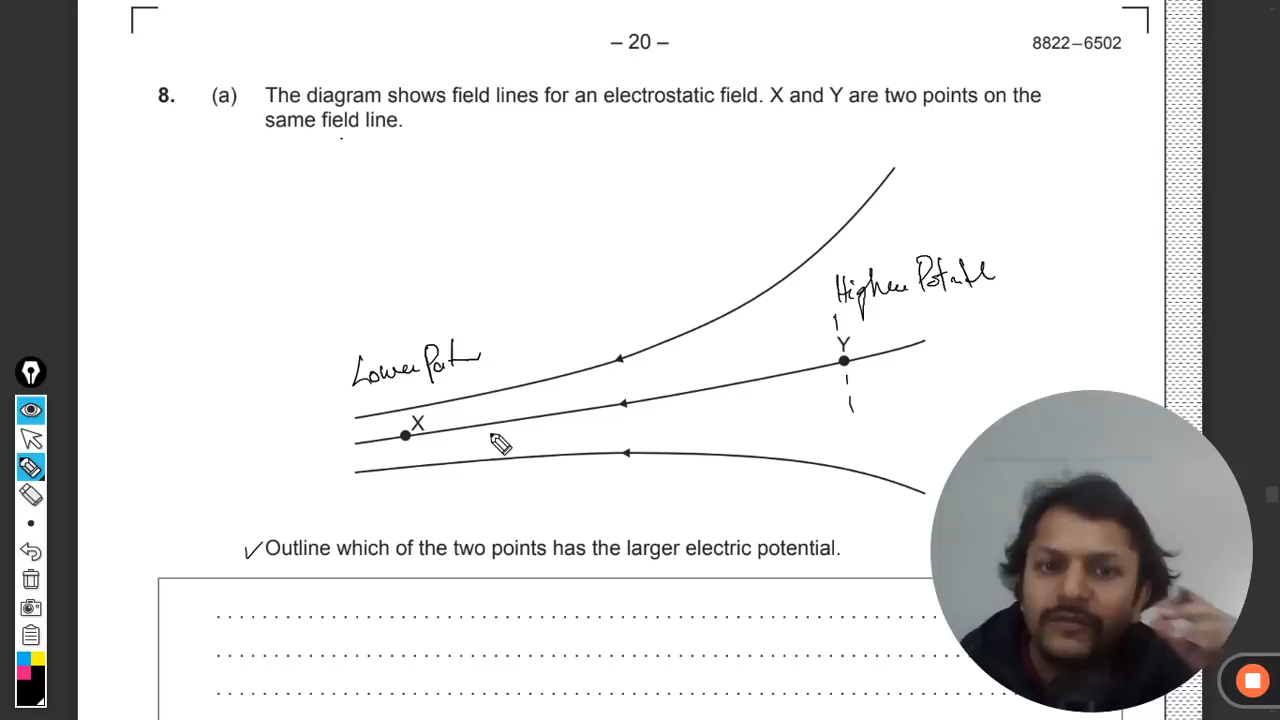 – 20 –
8822–6502
8. (a) The diagram shows field lines for an electrostatic field. X and Y are two points on the
same field line.
Higher
Y
Lower Pot
X
Outline which of the two points has the larger electric potential.